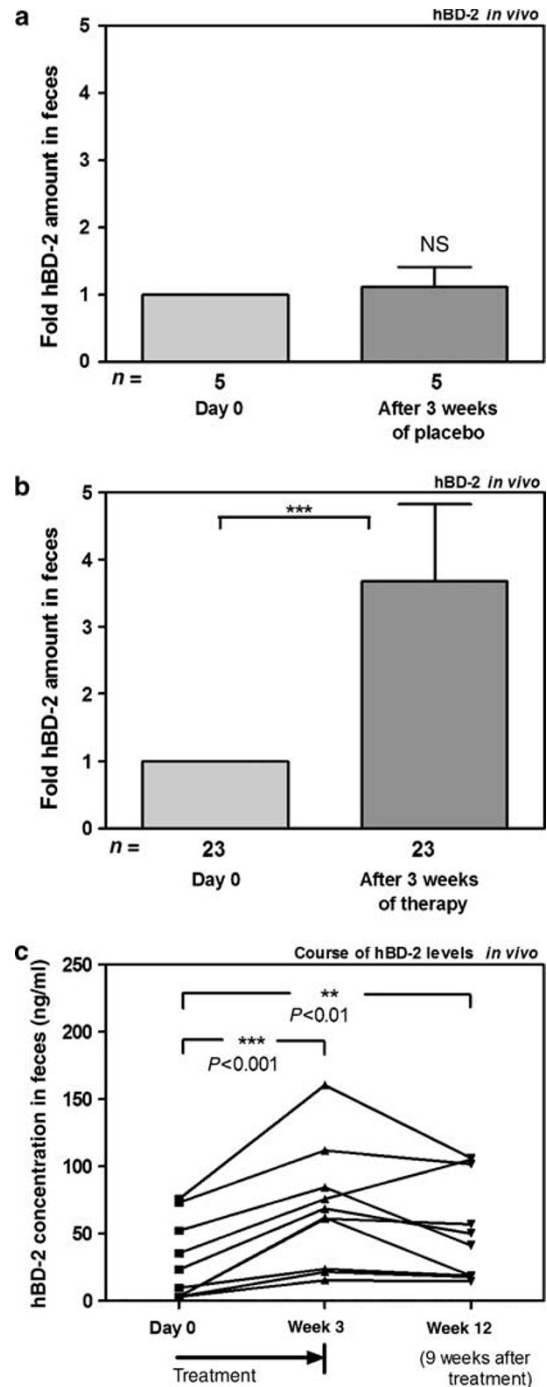 a
hBD-2 in vivo
Fold hBD-2 amount in feces
5
4
3
2
1
0
NS
n = 5 5
Day 0 After 3 weeks
of placebo
b
hBD-2 in vivo
Fold hBD-2 amount in feces
5
4
3
2
1
0
***
n = 23 23
Day 0 After 3 weeks
of therapy
c
Course of hBD-2 levels in vivo
hBD-2 concentration in feces (ng/ml)
250
200
150
100
50
0
**
P<0.01
***
P<0.001
Day 0 Week 3 Week 12
Treatment (9 weeks after
treatment)